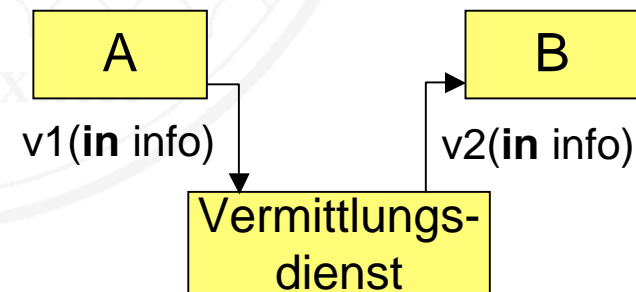 A
B
v1(in info)
v2(in info)
Vermittlungs-
dienst